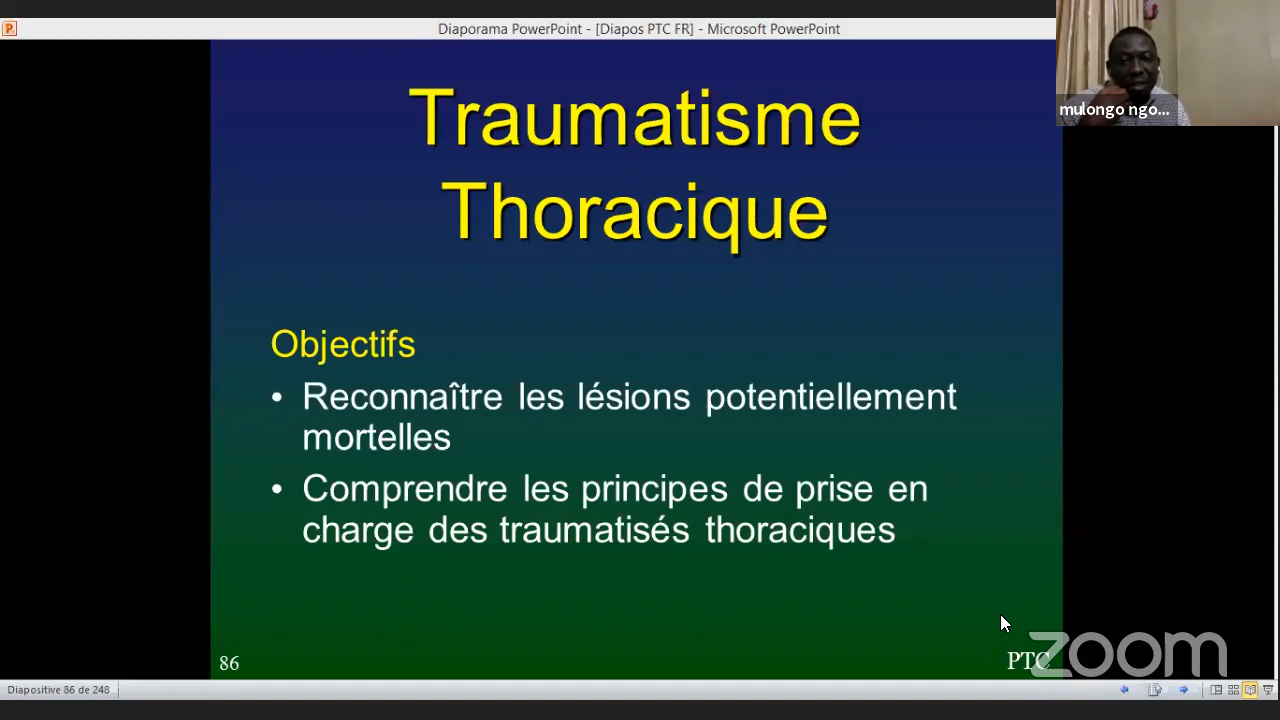 Diaporama PowerPoint - [Diapos PTC FR] - Microsoft PowerPoint
mulongo ngo...
Traumatisme
Thoracique
Objectifs
• Reconnaître les lésions potentiellement
mortelles
• Comprendre les principes de prise en
charge des traumatisés thoraciques
86
PTC
zoom
Diapositive 86 de 248